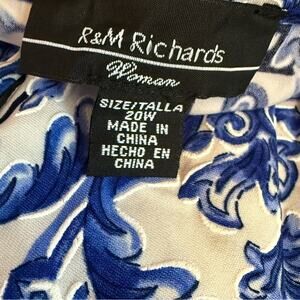 R&M Richards
Woman
SIZE/TALLA
20W
MADE IN
CHINA
HECHO EN
CHINA